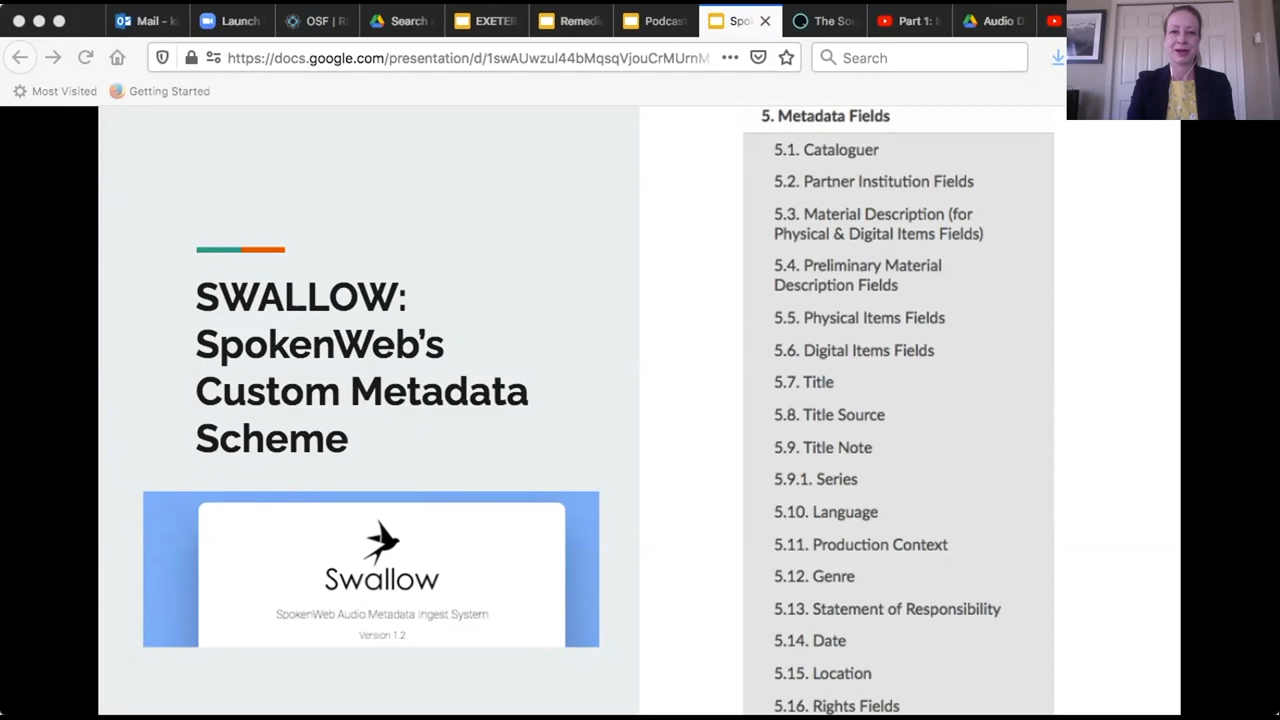 Mail - k
Launch
OSF | R
Search
EXETER
Remedia
Podcas
Spok
The Sou
Part 1: I
Audio D
https://docs.google.com/presentation/d/1swAUwzul44bMqsqVjouCrMUrnM
Search
Most Visited
Getting Started
SWALLOW:
SpokenWeb's
Custom Metadata
Scheme
Swallow
SpokenWeb Audio Metadata Ingest System
Version 1.2
5. Metadata Fields
5.1. Cataloguer
5.2. Partner Institution Fields
5.3. Material Description (for
Physical & Digital Items Fields)
5.4. Preliminary Material
Description Fields
5.5. Physical Items Fields
5.6. Digital Items Fields
5.7. Title
5.8. Title Source
5.9. Title Note
5.9.1. Series
5.10. Language
5.11. Production Context
5.12. Genre
5.13. Statement of Responsibility
5.14. Date
5.15. Location
5.16. Rights Fields